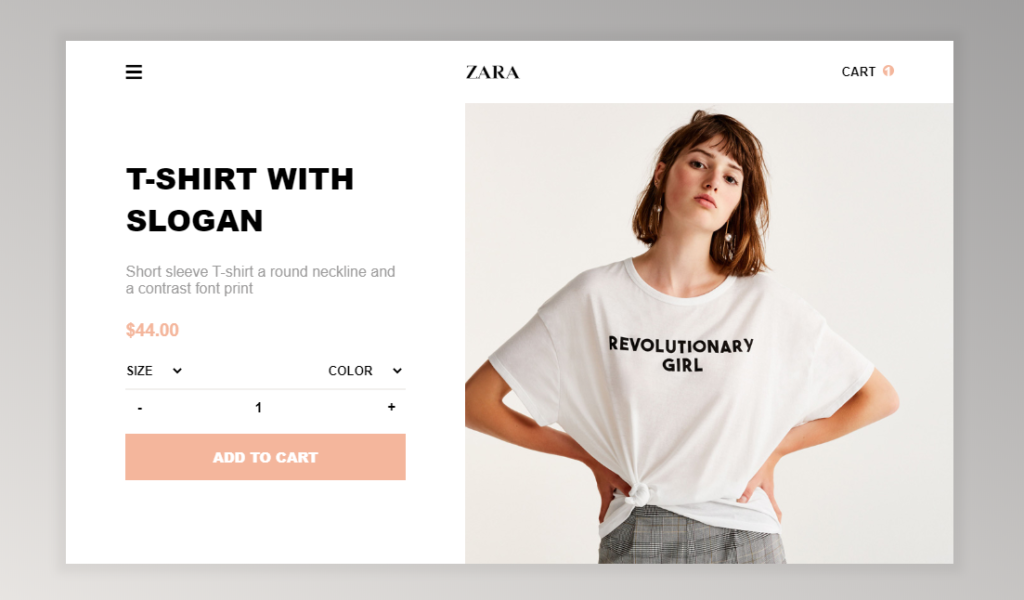 ZARA
CART 1
T-SHIRT WITH
SLOGAN
Short sleeve T-shirt a round neckline and
a contrast font print
$44.00
SIZE
COLOR
- 1 +
ADD TO CART
REVOLUTIONARY
GIRL